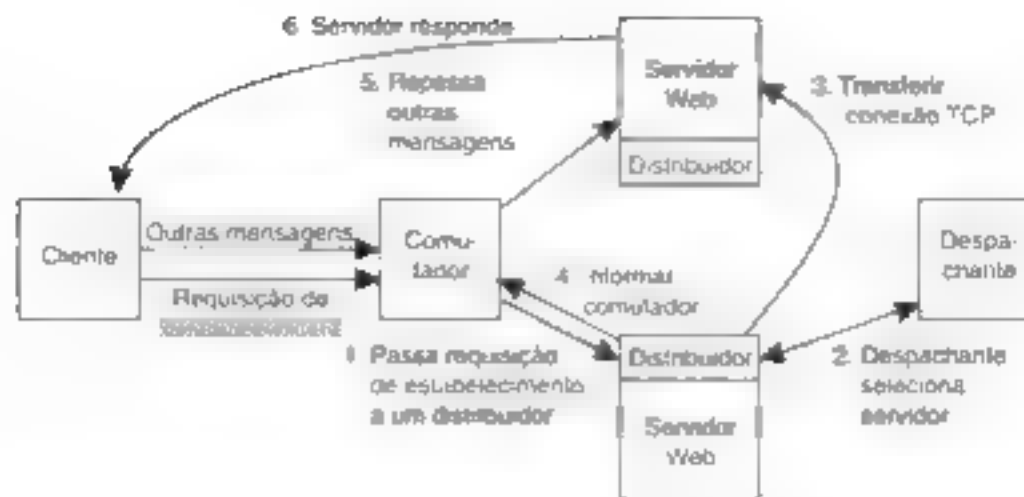 6. Servidor responde
5. Repassa
outras
mensagens
Servidor
Web
Distribuidor
3. Transferir
conexão TCP
Cliente
Outras mensagens
Requisição de
Comu-
tador
4. Informar
comutador
Despa-
chante
1. Passa requisição
de estabelecimento
a um distribuidor
Distribuidor
Servidor
Web
2. Despachante
seleciona
servidor